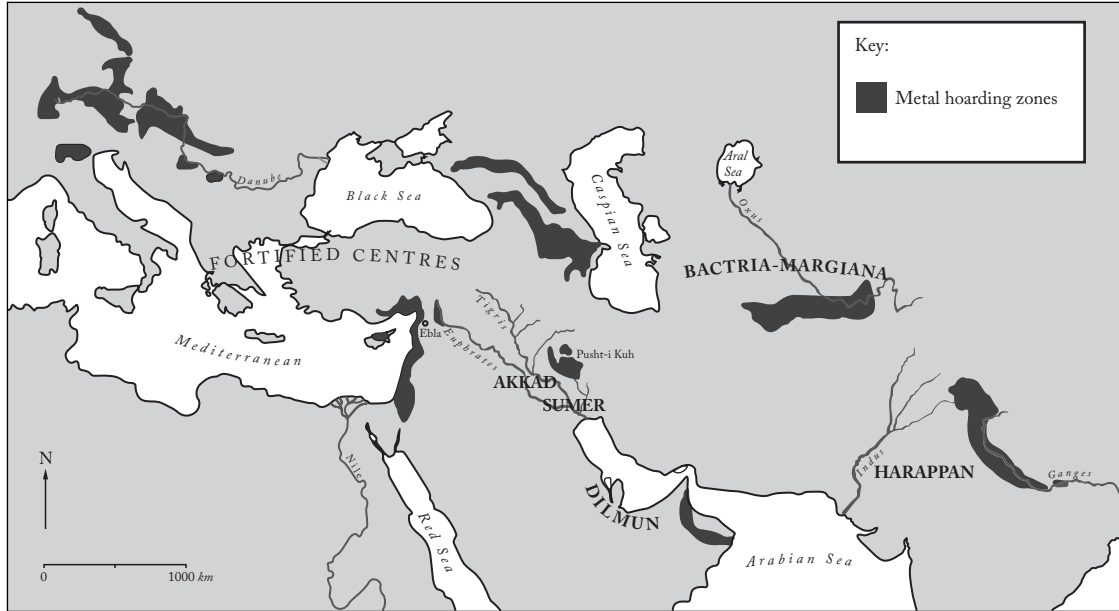 Key:
Metal hoarding zones
Aral
Sea
Danube
Black Sea
Caspian Sea
Oxus
FORTIFIED CENTRES
BACTRIA-MARGIANA
Tigris
Ebla
Euphrates
Mediterranean
Pusht-i Kuh
AKKAD
SUMER
Nile
Indus
HARAPPAN
Ganges
N
DILMUN
Red Sea
Arabian Sea
0
1000 km